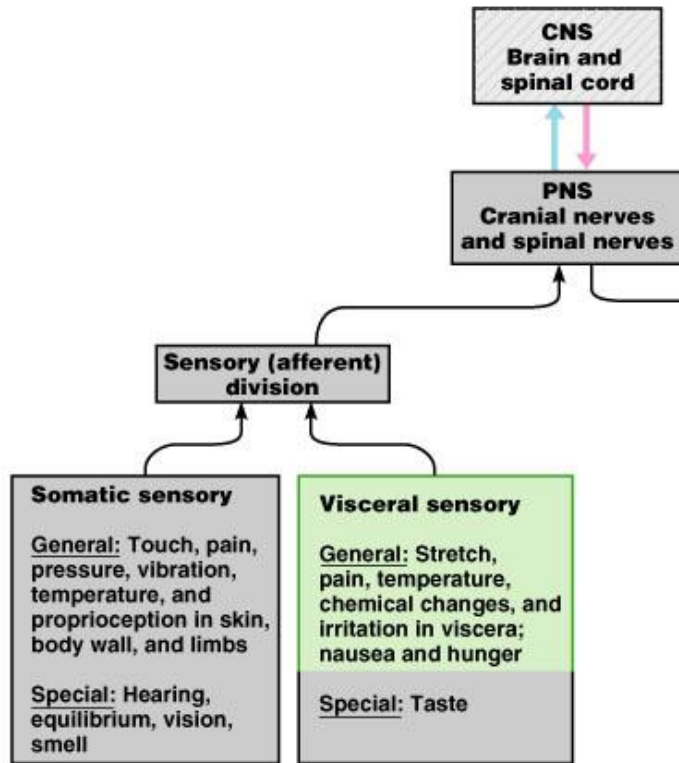 CNS
Brain and
spinal cord
PNS
Cranial nerves
and spinal nerves
Sensory (afferent)
division
Somatic sensory
General: Touch, pain,
pressure, vibration,
temperature, and
proprioception in skin,
body wall, and limbs
Special: Hearing,
equilibrium, vision,
smell
Visceral sensory
General: Stretch,
pain, temperature,
chemical changes, and
irritation in viscera;
nausea and hunger
Special: Taste